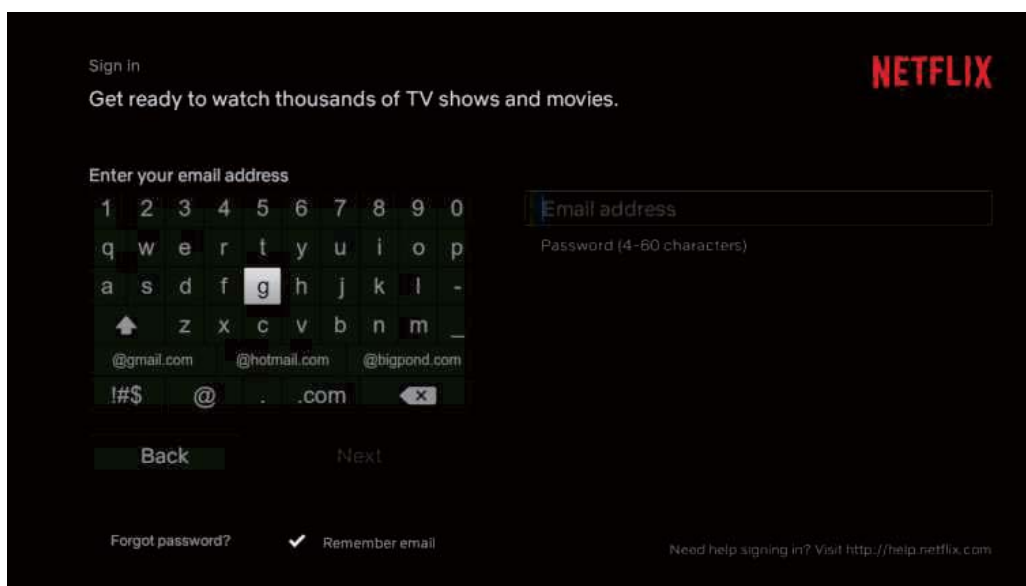 Sign in
NETFLIX
Get ready to watch thousands of TV shows and movies.
Enter your email address
1 2 3 4 5 6 7 8 9 0
Email address
q w e r t y u i o p
Password (4-60 characters)
a s d f g h j k l -
z x c v b n m _
@gmail.com @hotmail.com @bigpond.com
!#$ @ . .com
Back Next
Forgot password? Remember email
Need help signing in? Visit http://help.netflix.com